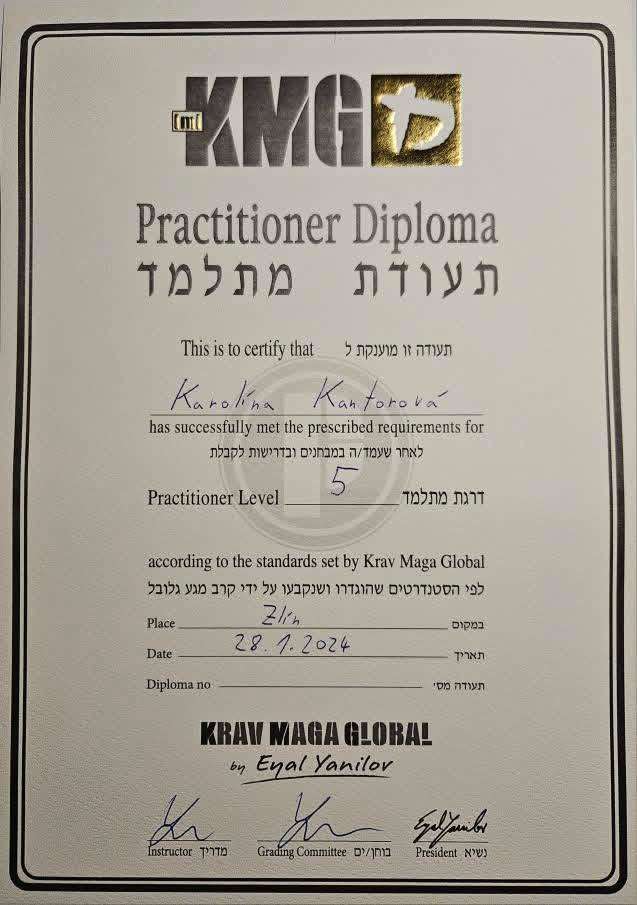 KMG
Practitioner Diploma
תעודת מתלמד
This is to certify that תעודה זו מוענקת ל
Karolína Kantorová
has successfully met the prescribed requirements for
לאחר שעמד/ה במבחנים ובדרישות לקבלת
Practitioner Level 5 דרגת מתלמד
according to the standards set by Krav Maga Global
לפי הסטנדרטים שהוגדרו ושנקבעו על ידי קרב מגע גלובל
Place Zlín במקום
Date 28.1.2024 תאריך
Diploma no תעודה מס׳
KRAV MAGA GLOBAL
by Eyal Yanilov
Eyal Yanilov
Instructor מדריך Grading Committee בוחן/ים President נשיא